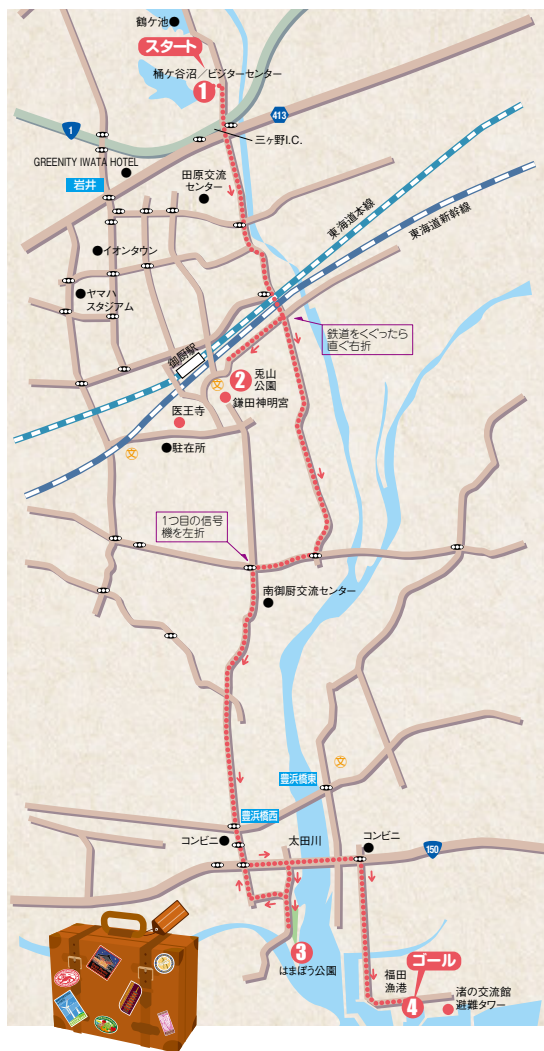 鶴ケ池
スタート
桶ケ谷沼／ビジターセンター
1
413
1
三ヶ野I.C.
GREENITY IWATA HOTEL
岩井
田原交流
センター
東海道本線
東海道新幹線
イオンタウン
ヤマハ
スタジアム
鉄道をくぐったら
直ぐ右折
御厨駅
文
2
兎山
公園
鎌田神明宮
医王寺
駐在所
文
1つ目の信号
機を左折
南御厨交流センター
文
豊浜橋東
豊浜橋西
コンビニ
太田川
コンビニ
150
3
はまぼう公園
ゴール
福田
漁港
4
渚の交流館
避難タワー